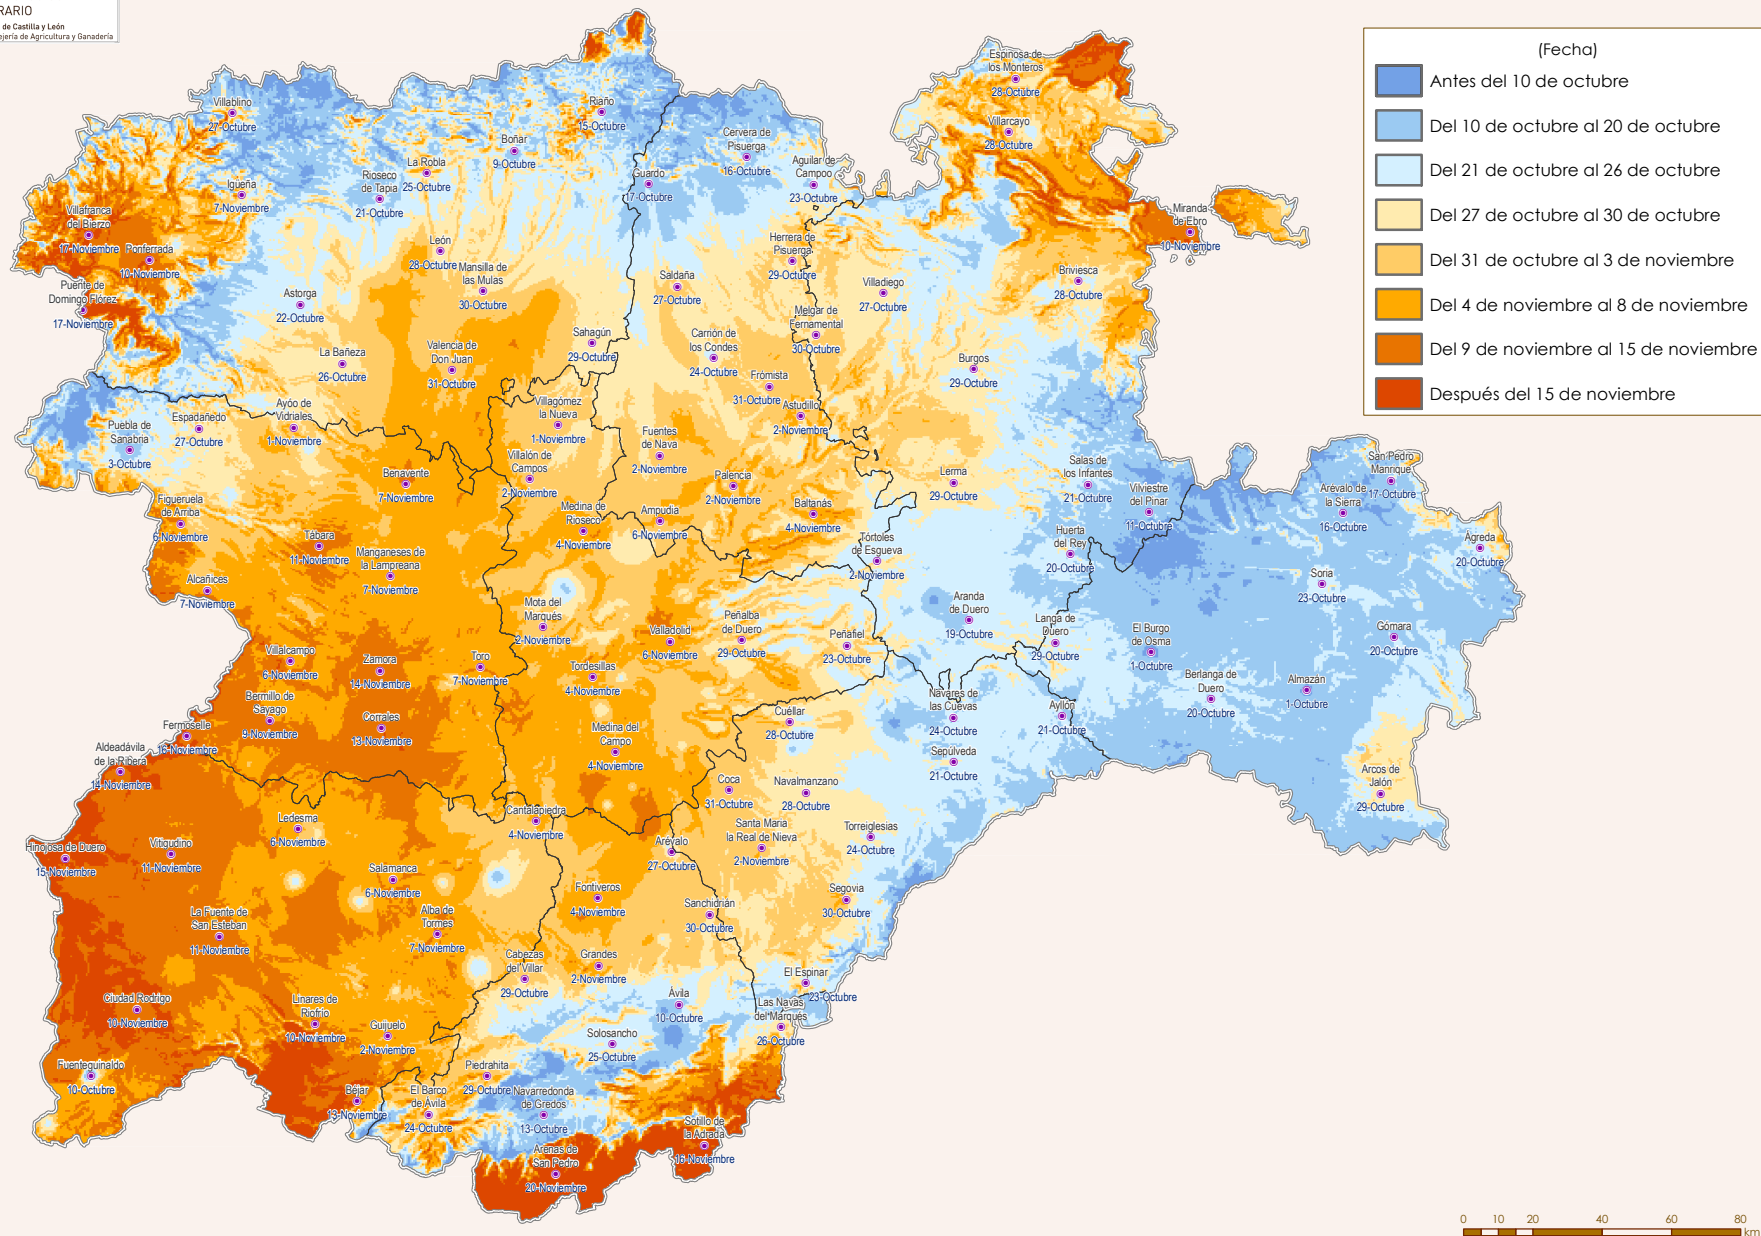 RARIO
de Castilla y León
ejería de Agricultura y Ganadería
(Fecha)
Antes del 10 de octubre
Del 10 de octubre al 20 de octubre
Del 21 de octubre al 26 de octubre
Del 27 de octubre al 30 de octubre
Del 31 de octubre al 3 de noviembre
Del 4 de noviembre al 8 de noviembre
Del 9 de noviembre al 15 de noviembre
Después del 15 de noviembre
Espinosa de
los Monteros
28-Octubre
Villarcayo
28-Octubre
Villablino
27-Octubre
Riaño
15-Octubre
Boñar
9-Octubre
La Robla
25-Octubre
Rioseco
de Tapia
21-Octubre
Igueña
7-Noviembre
Cervera de
Pisuerga
16-Octubre
Guardo
17-Octubre
Aguilar de
Campoo
23-Octubre
Villafranca
del Bierzo
17-Noviembre
Ponferrada
10-Noviembre
Puente de
Domingo Flórez
17-Noviembre
León
28-Octubre
Mansilla de
las Mulas
30-Octubre
Astorga
22-Octubre
Herrera de
Pisuerga
29-Octubre
Saldaña
27-Octubre
Villadiego
27-Octubre
Miranda
de Ebro
10-Noviembre
Briviesca
28-Octubre
Melgar de
Fernamental
30-Octubre
Sahagún
29-Octubre
Carrión de
los Condes
24-Octubre
La Bañeza
26-Octubre
Valencia de
Don Juan
31-Octubre
Burgos
29-Octubre
Frómista
31-Octubre
Astudillo
2-Noviembre
Puebla de
Sanabria
3-Octubre
Espadañedo
27-Octubre
Ayóo de
Vidriales
1-Noviembre
Villagómez
la Nueva
1-Noviembre
Fuentes
de Nava
2-Noviembre
Benavente
7-Noviembre
Villalón de
Campos
2-Noviembre
Palencia
2-Noviembre
Lerma
29-Octubre
Salas de
los Infantes
21-Octubre
Vilviestre
del Pinar
11-Octubre
San Pedro
Manrique
17-Octubre
Arévalo de
la Sierra
16-Octubre
Figueruela
de Arriba
6-Noviembre
Medina de
Rioseco
4-Noviembre
Ampudia
6-Noviembre
Baltanás
4-Noviembre
Tábara
11-Noviembre
Manganeses de
la Lampreana
7-Noviembre
Tórtoles
de Esgueva
2-Noviembre
Huerta
del Rey
20-Octubre
Ágreda
20-Octubre
Alcañices
7-Noviembre
Soria
23-Octubre
Mota del
Marqués
2-Noviembre
Valladolid
6-Noviembre
Peñalba
de Duero
29-Octubre
Peñafiel
23-Octubre
Aranda
de Duero
19-Octubre
Langa de
Duero
29-Octubre
El Burgo
de Osma
1-Octubre
Gómara
20-Octubre
Villalcampo
6-Noviembre
Zamora
14-Noviembre
Toro
7-Noviembre
Tordesillas
4-Noviembre
Berlanga de
Duero
20-Octubre
Almazán
1-Octubre
Bermillo de
Sayago
9-Noviembre
Corrales
13-Noviembre
Navares de
las Cuevas
24-Octubre
Ayllón
21-Octubre
Cuéllar
28-Octubre
Fermoselle
16-Noviembre
Medina del
Campo
4-Noviembre
Sepúlveda
21-Octubre
Aldeadávila
de la Ribera
14-Noviembre
Arcos de
Jalón
29-Octubre
Coca
31-Octubre
Navalmanzano
28-Octubre
Ledesma
6-Noviembre
Cantalapiedra
4-Noviembre
Santa María
la Real de Nieva
2-Noviembre
Torreiglesias
24-Octubre
Hinojosa de Duero
15-Noviembre
Vitigudino
11-Noviembre
Arévalo
27-Octubre
Salamanca
6-Noviembre
Fontiveros
4-Noviembre
Segovia
30-Octubre
La Fuente de
San Esteban
11-Noviembre
Alba de
Tormes
7-Noviembre
Sanchidrián
30-Octubre
Cabezas
del Villar
29-Octubre
Grandes
2-Noviembre
El Espinar
23-Octubre
Ciudad Rodrigo
10-Noviembre
Linares de
Riofrío
10-Noviembre
Ávila
10-Octubre
Las Navas
del Marqués
26-Octubre
Guijuelo
2-Noviembre
Solosancho
25-Octubre
Fuenteguinaldo
10-Octubre
Piedrahita
29-Octubre
Béjar
13-Noviembre
El Barco
de Ávila
24-Octubre
Navarredonda
de Gredos
13-Octubre
Sotillo de
la Adrada
16-Noviembre
Arenas de
San Pedro
20-Noviembre
0 10 20 40 60 80
km